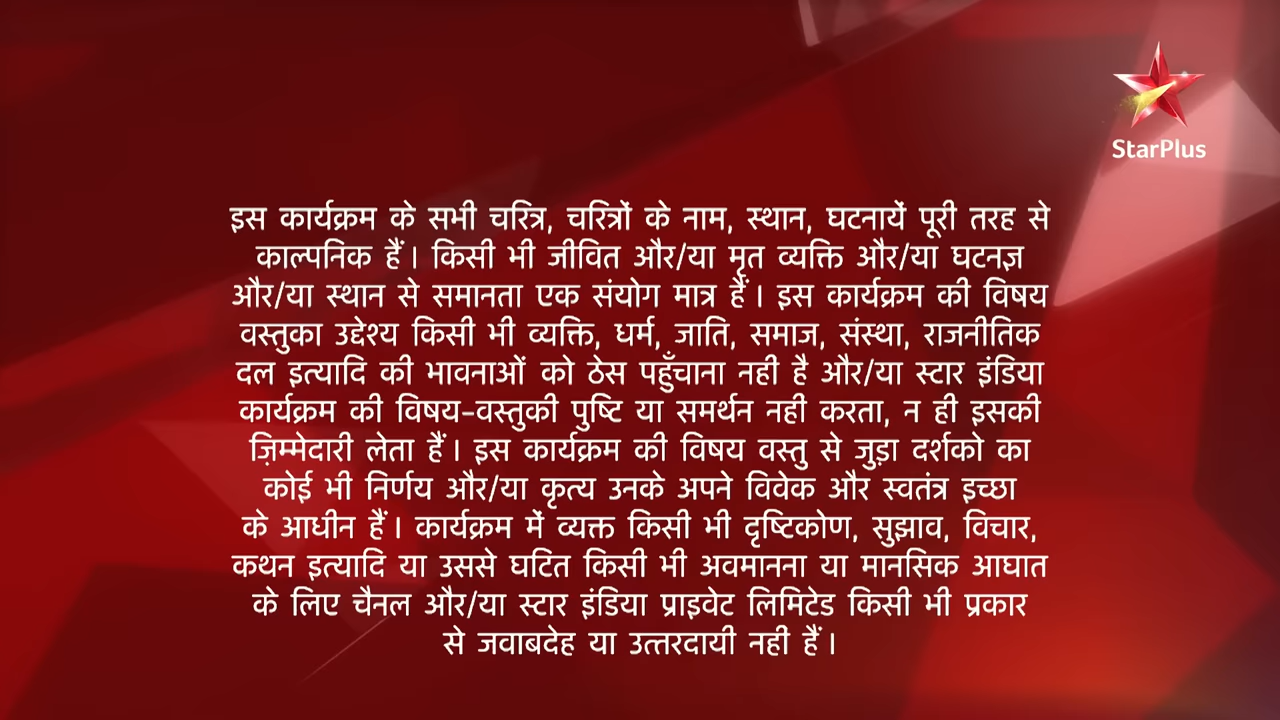 StarPlus
इस कार्यक्रम के सभी चरित्र, चरित्रों के नाम, स्थान, घटनायें पूरी तरह से
काल्पनिक हैं। किसी भी जीवित और/या मृत व्यक्ति और/या घटनज्ञ
और/या स्थान से समानता एक संयोग मात्र हैं। इस कार्यक्रम की विषय
वस्तुका उद्देश्य किसी भी व्यक्ति, धर्म, जाति, समाज, संस्था, राजनीतिक
दल इत्यादि की भावनाओं को ठेस पहुँचाना नही है और/या स्टार इंडिया
कार्यक्रम की विषय-वस्तुकी पुष्टि या समर्थन नही करता, न ही इसकी
ज़िम्मेदारी लेता हैं। इस कार्यक्रम की विषय वस्तु से जुड़ा दर्शको का
कोई भी निर्णय और/या कृत्य उनके अपने विवेक और स्वतंत्र इच्छा
के आधीन हैं। कार्यक्रम में व्यक्त किसी भी दृष्टिकोण, सुझाव, विचार,
कथन इत्यादि या उससे घटित किसी भी अवमानना या मानसिक आघात
के लिए चैनल और/या स्टार इंडिया प्राइवेट लिमिटेड किसी भी प्रकार
से जवाबदेह या उत्तरदायी नही हैं।